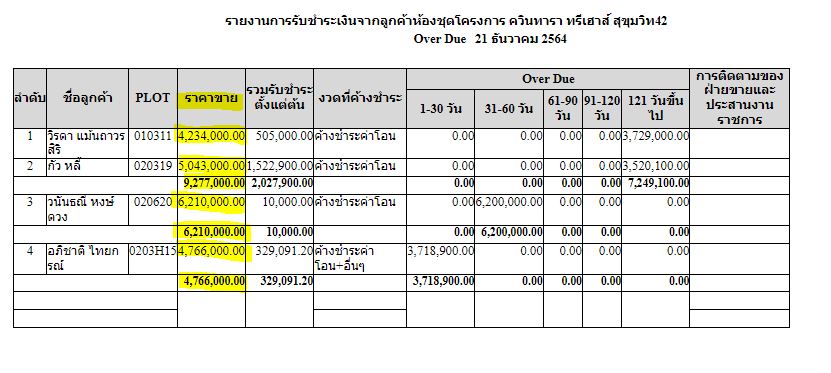 รายงานการรับชำระเงินจากลูกค้าห้องชุดโครงการ ควินทารา ทรีเฮาส์ สุขุมวิท42
Over Due 21 ธันวาคม 2564
ลำดับ ชื่อลูกค้า PLOT ราคาขาย รวมรับชำระตั้งแต่ต้น งวดที่ค้างชำระ Over Due การติดตามของฝ่ายขายและประสานงานราชการ
1-30 วัน 31-60 วัน 61-90 วัน 91-120 วัน 121 วันขึ้นไป
1 วิรดา แม้นถาวรสิริ 010311 4,234,000.00 505,000.00 ค้างชำระค่าโอน 0.00 0.00 0.00 0.00 3,729,000.00
2 กัว หลี้ 020319 5,043,000.00 1,522,900.00 ค้างชำระค่าโอน 0.00 0.00 0.00 0.00 3,520,100.00
9,277,000.00 2,027,900.00 0.00 0.00 0.00 0.00 7,249,100.00
3 วนันธณี หงษ์ดวง 020620 6,210,000.00 10,000.00 ค้างชำระค่าโอน 0.00 6,200,000.00 0.00 0.00 0.00
6,210,000.00 10,000.00 0.00 6,200,000.00 0.00 0.00 0.00
4 อภิชาติ ไทยกรณ์ 0203H15 4,766,000.00 329,091.20 ค้างชำระค่าโอน+อื่นๆ 3,718,900.00 0.00 0.00 0.00 0.00
4,766,000.00 329,091.20 3,718,900.00 0.00 0.00 0.00 0.00